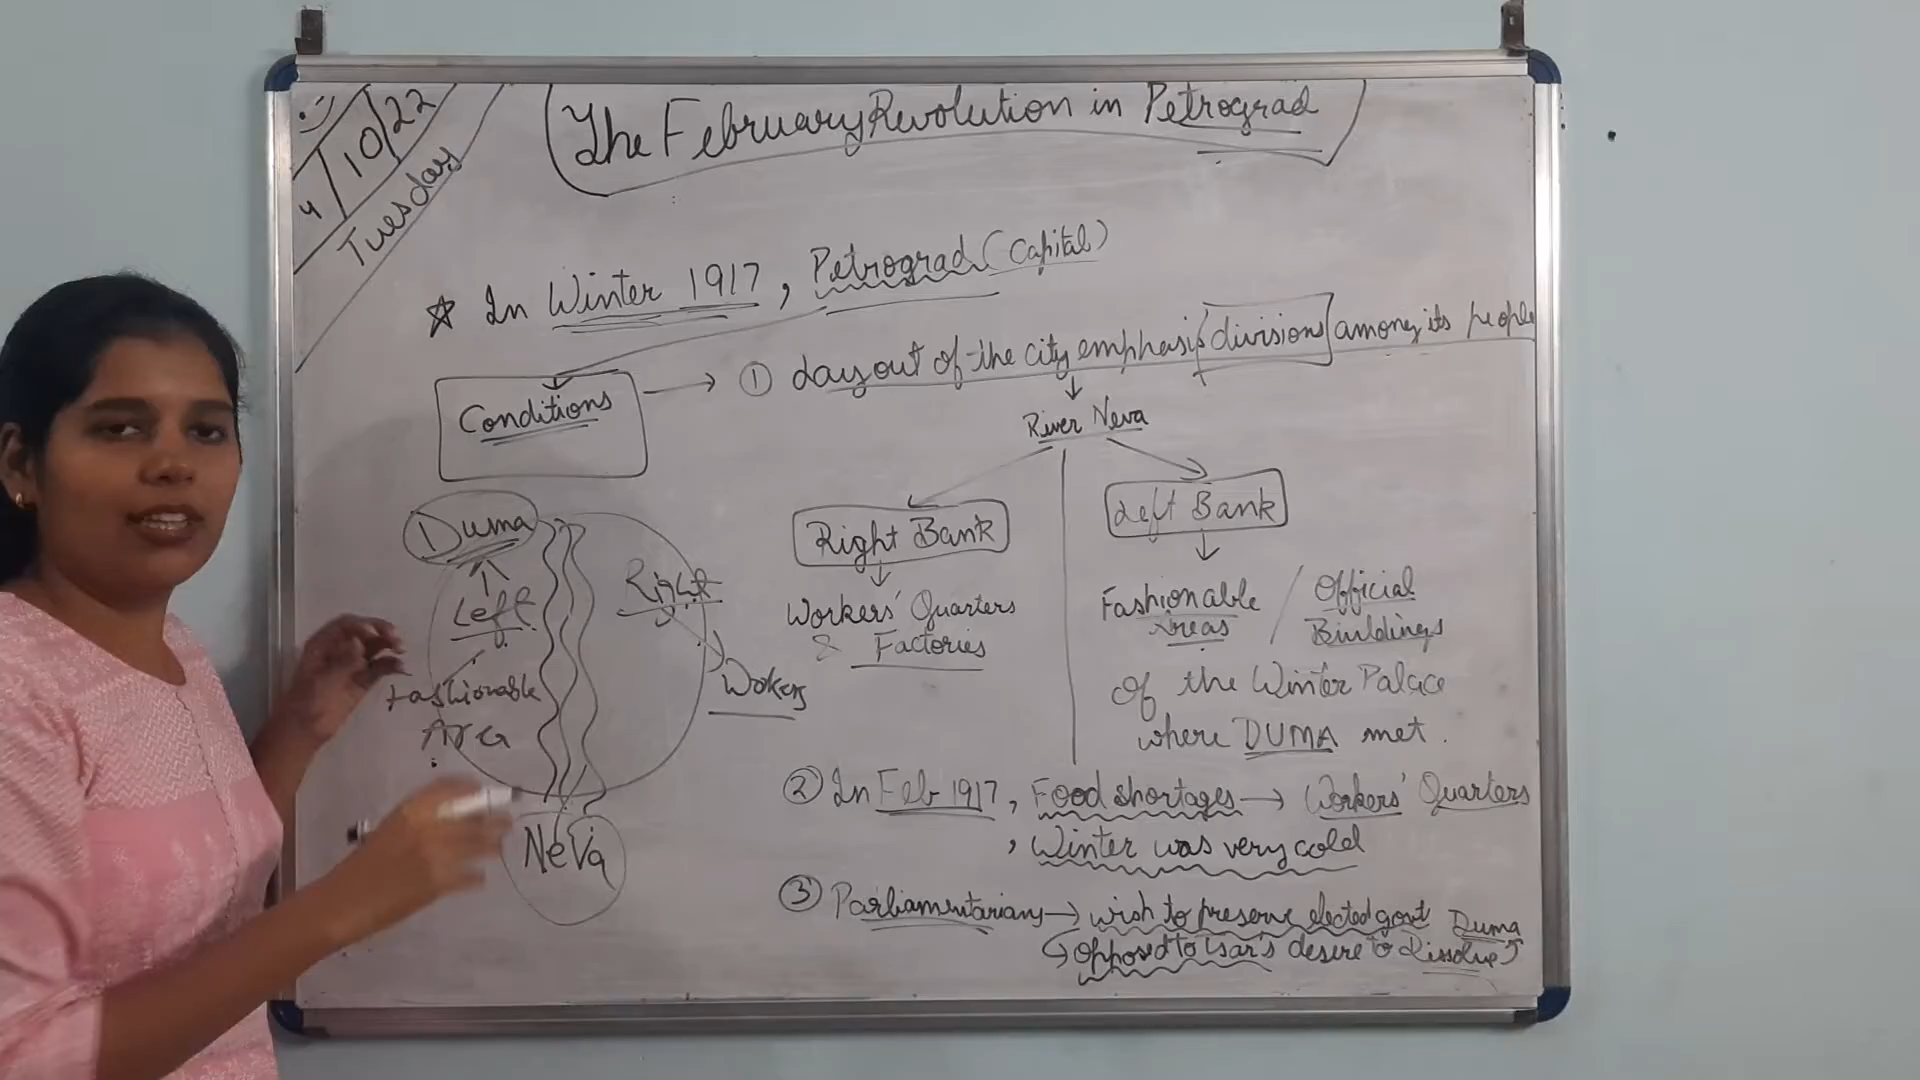 4/10/22
Tuesday
The February Revolution in Petrograd
☆ In Winter 1917, Petrograd (Capital)
Conditions → ① layout of the city emphasis divisions among its people
River Neva
Right Bank
Workers' Quarters
& Factories
Left Bank
Fashionable Areas / Official Buildings
of the Winter Palace
where DUMA met.
Duma
Left
Fashionable
Area
Right
Wokers
Neva
② In Feb 1917, Food shortages → Workers' Quarters
, Winter was very cold
③ Parliamentarians → wish to preserve elected govt Duma
↪ opposed to Tsar's desire to Dissolve